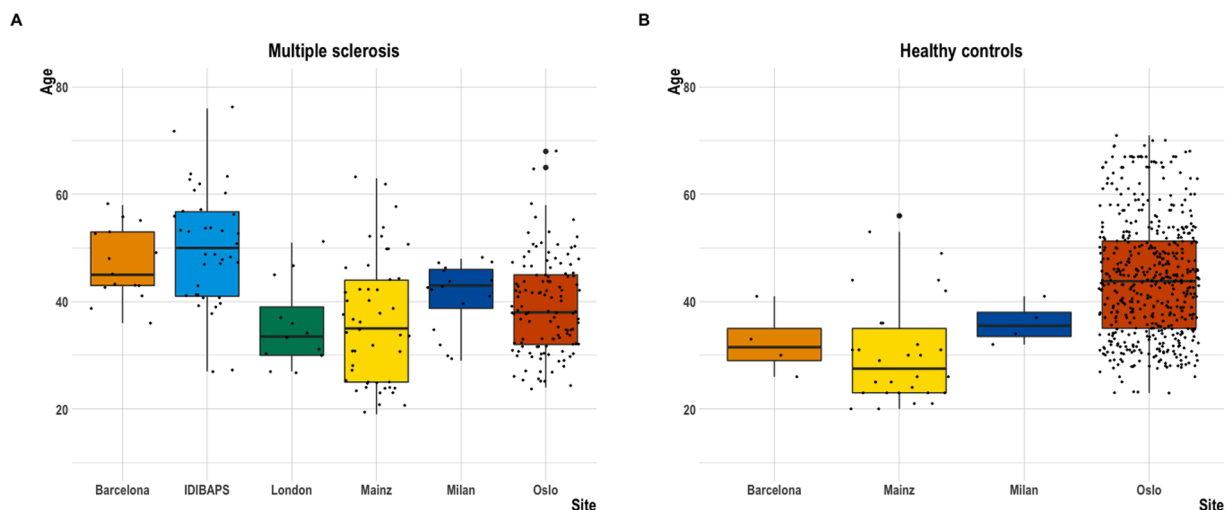 A
Multiple sclerosis
Age
80
60
40
20
Barcelona IDIBAPS London Mainz Milan Oslo
Site
B
Healthy controls
Age
80
60
40
20
Barcelona Mainz Milan Oslo
Site